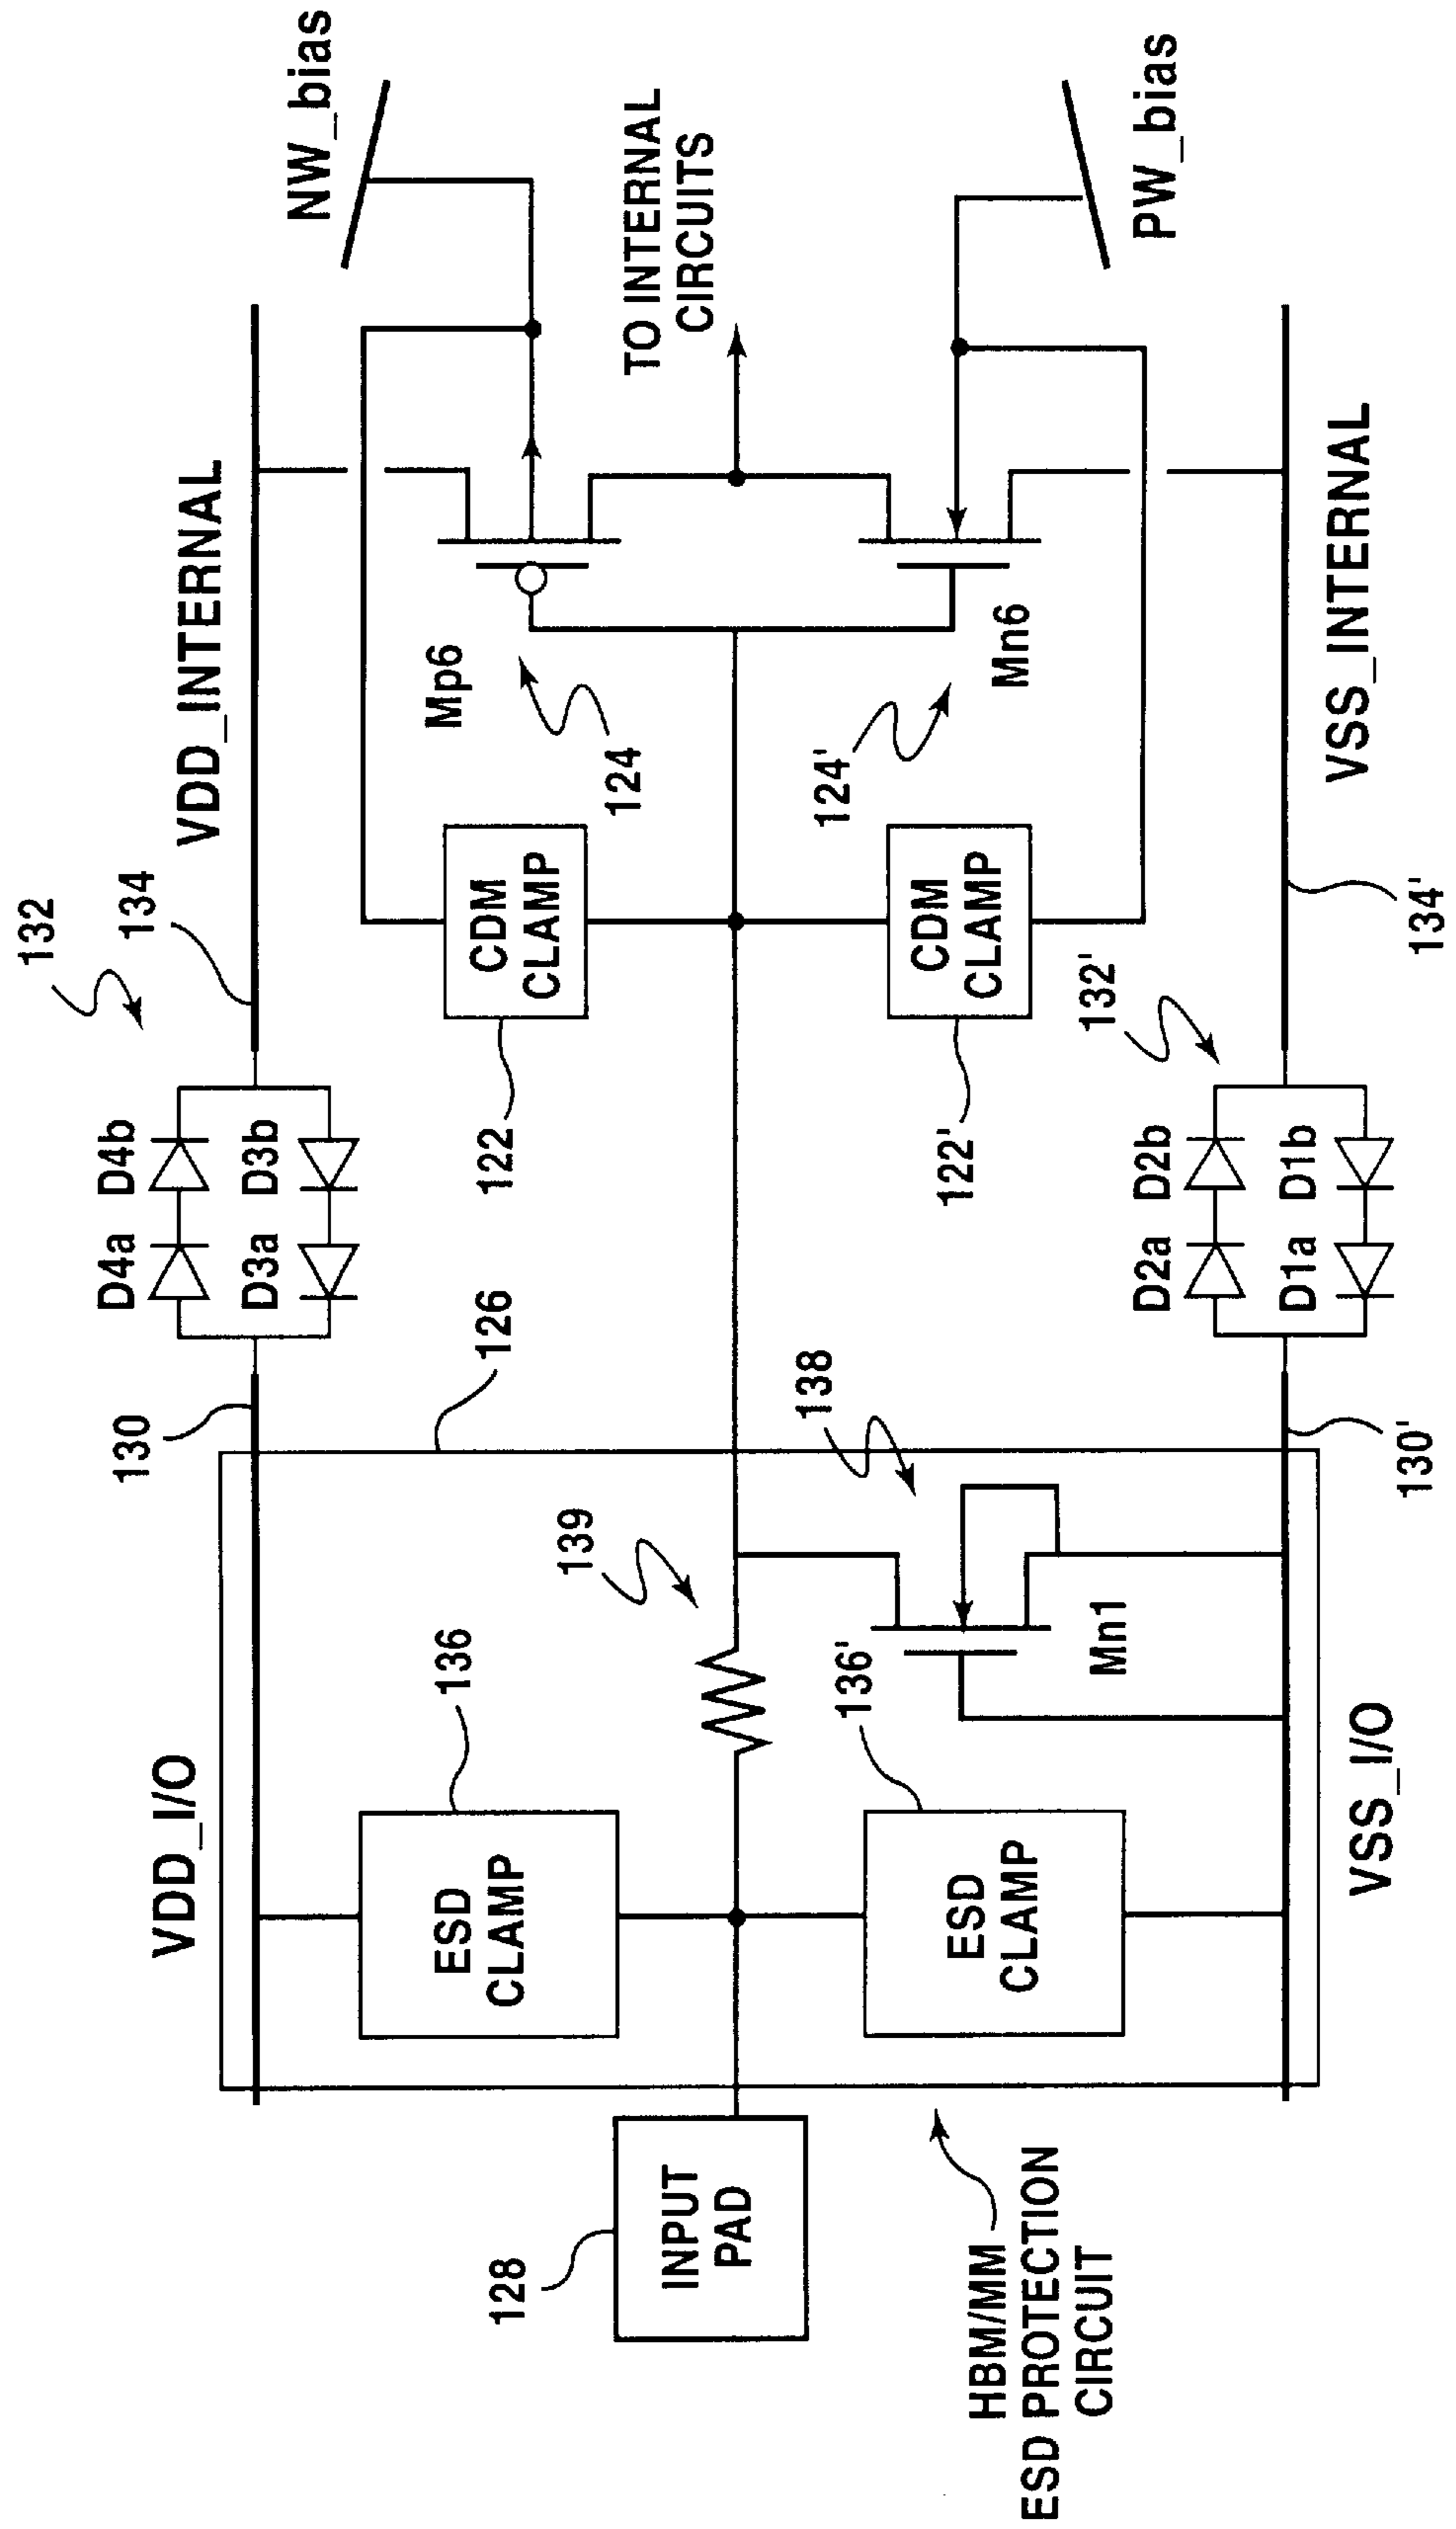 132
134
VDD_INTERNAL
NW_bias
D4a
D4b
D3a
D3b
130
VDD_I/O
126
136
ESD
CLAMP
139
CDM
CLAMP
122
Mp6
124
TO INTERNAL
CIRCUITS
128
INPUT
PAD
136'
ESD
CLAMP
138
Mn1
CDM
CLAMP
122'
124'
Mn6
PW_bias
HBM/MM
ESD PROTECTION
CIRCUIT
132'
D2a
D2b
D1a
D1b
VSS_I/O
130'
134'
VSS_INTERNAL